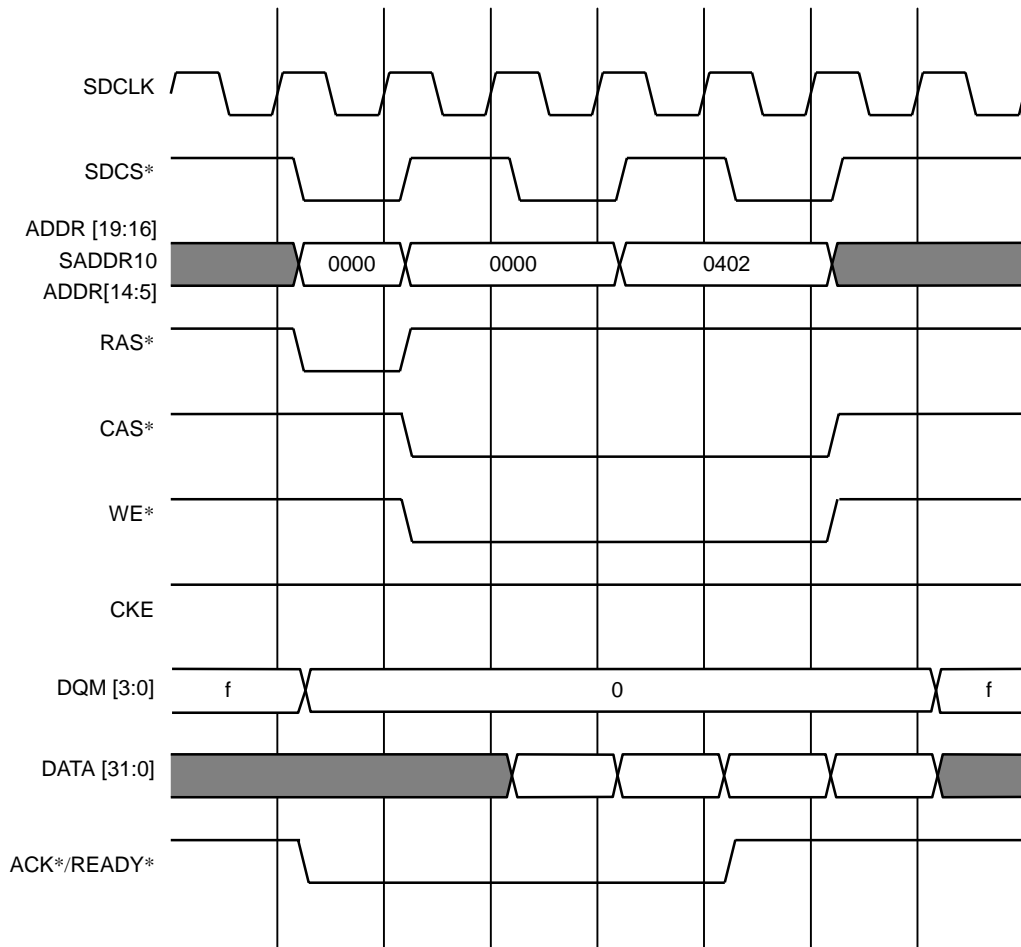 SDCLK
SDCS*
ADDR [19:16]
SADDR10
ADDR[14:5]
0000 0000 0402
RAS*
CAS*
WE*
CKE
DQM [3:0]
f 0 f
DATA [31:0]
ACK*/READY*